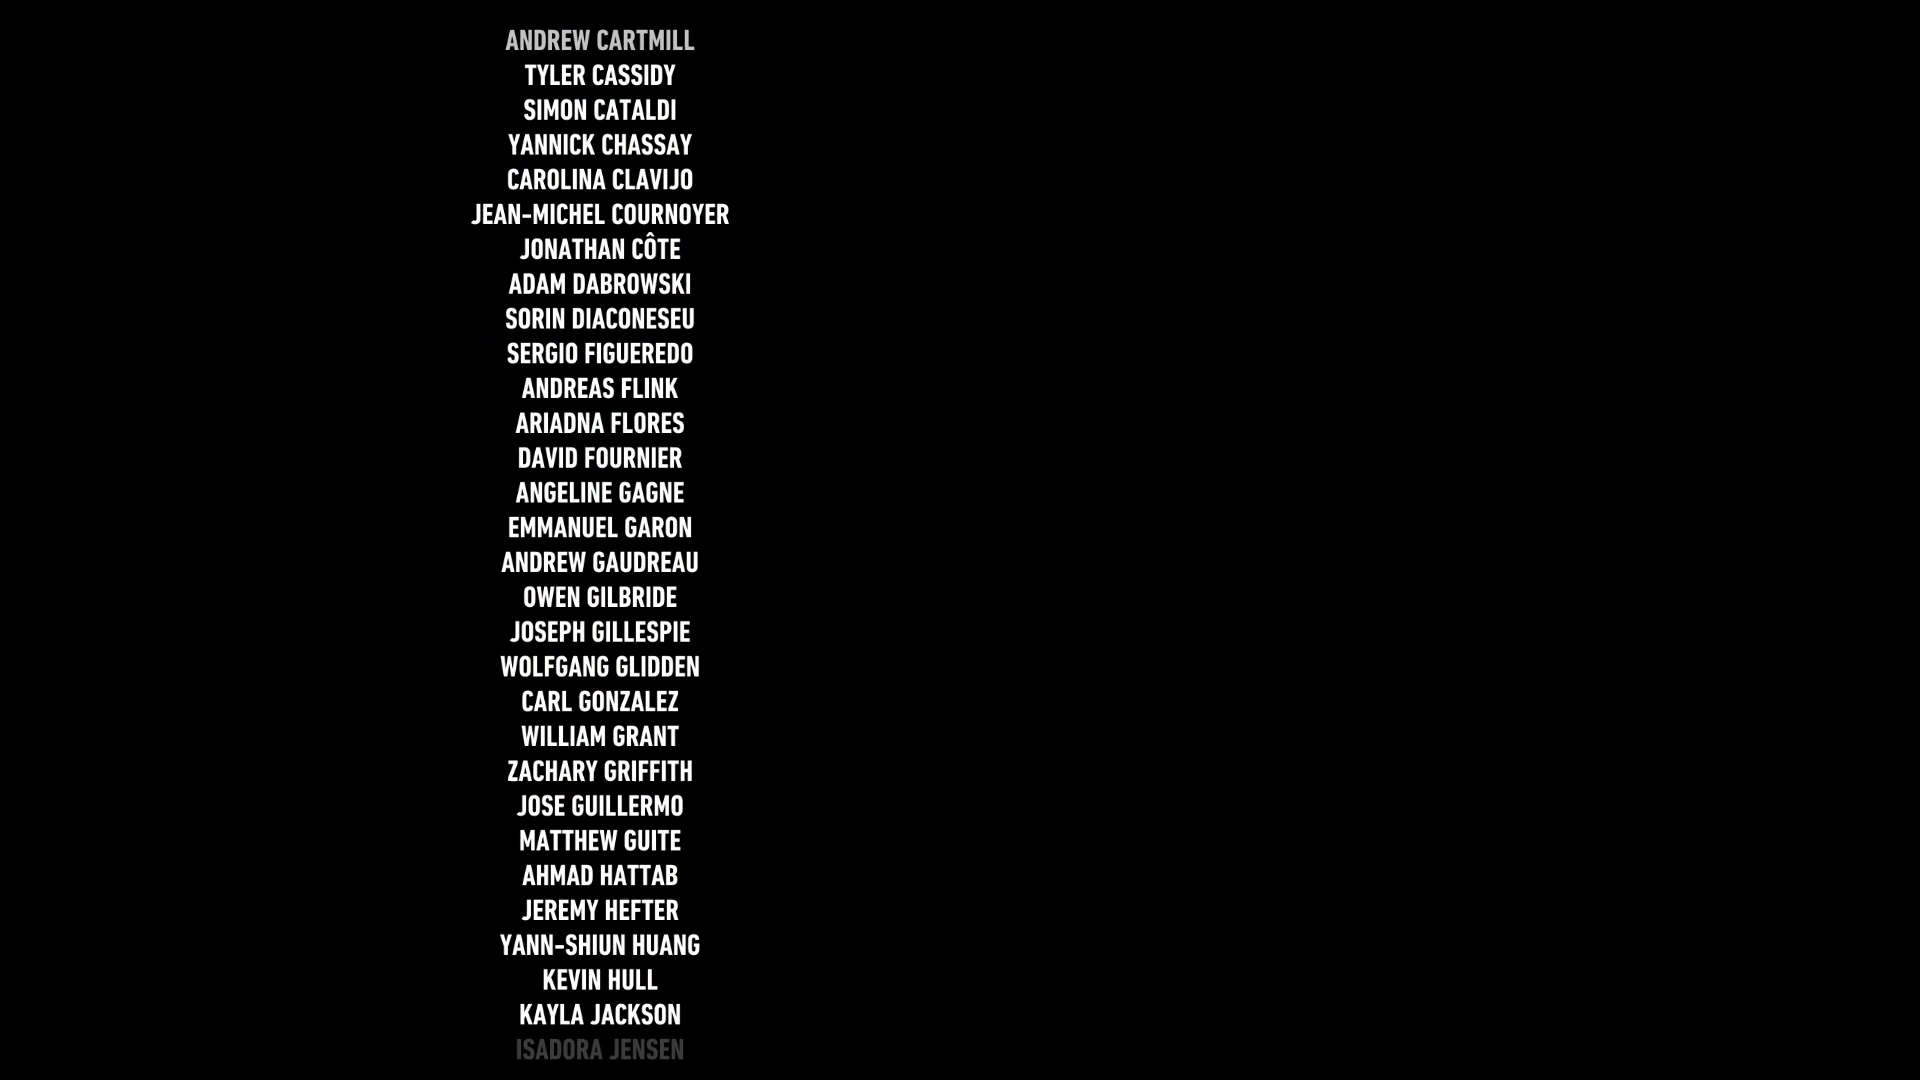 ANDREW CARTMILL
TYLER CASSIDY
SIMON CATALDI
YANNICK CHASSAY
CAROLINA CLAVIJO
JEAN-MICHEL COURNOYER
JONATHAN CÔTE
ADAM DABROWSKI
SORIN DIACONESEU
SERGIO FIGUEREDO
ANDREAS FLINK
ARIADNA FLORES
DAVID FOURNIER
ANGELINE GAGNE
EMMANUEL GARON
ANDREW GAUDREAU
OWEN GILBRIDE
JOSEPH GILLESPIE
WOLFGANG GLIDDEN
CARL GONZALEZ
WILLIAM GRANT
ZACHARY GRIFFITH
JOSE GUILLERMO
MATTHEW GUITE
AHMAD HATTAB
JEREMY HEFTER
YANN-SHIUN HUANG
KEVIN HULL
KAYLA JACKSON
ISADORA JENSEN